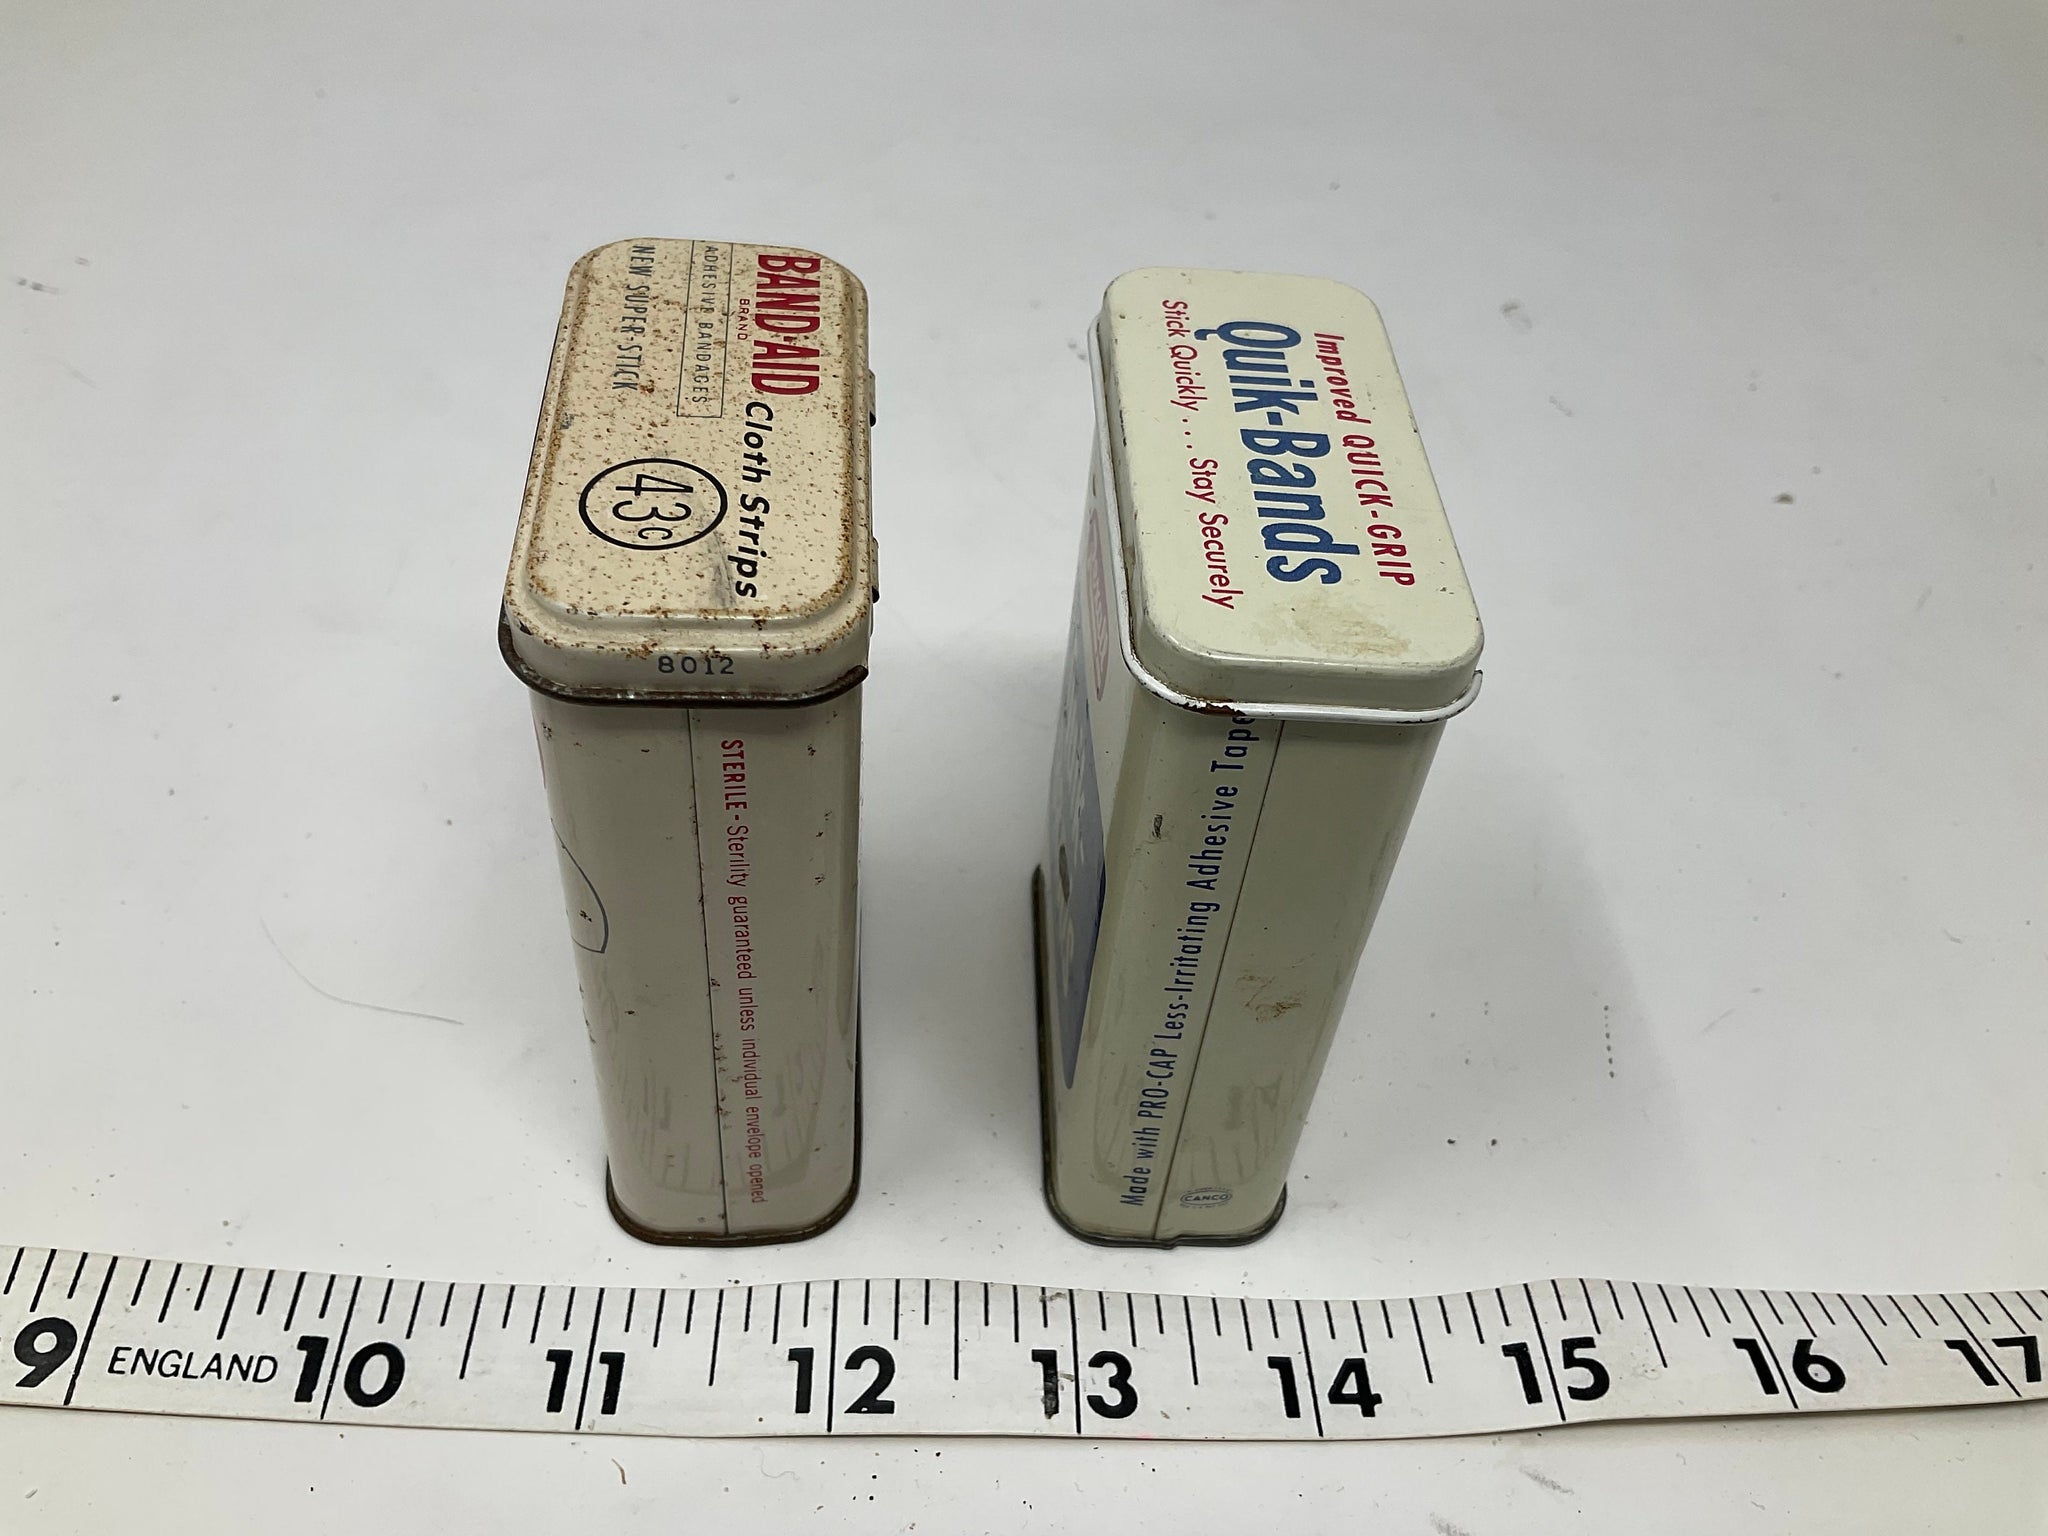 BAND-AID Cloth Strips
BRAND
ADHESIVE BANDAGES
NEW SUPER-STICK
43c
8012
STERILE - Sterility guaranteed unless individual envelope opened
Improved QUICK-GRIP
Quik-Bands
Stick Quickly . . . Stay Securely
Made with PRO-CAP Less-Irritating Adhesive Tape
CANCO
9 ENGLAND 10 11 12 13 14 15 16 17